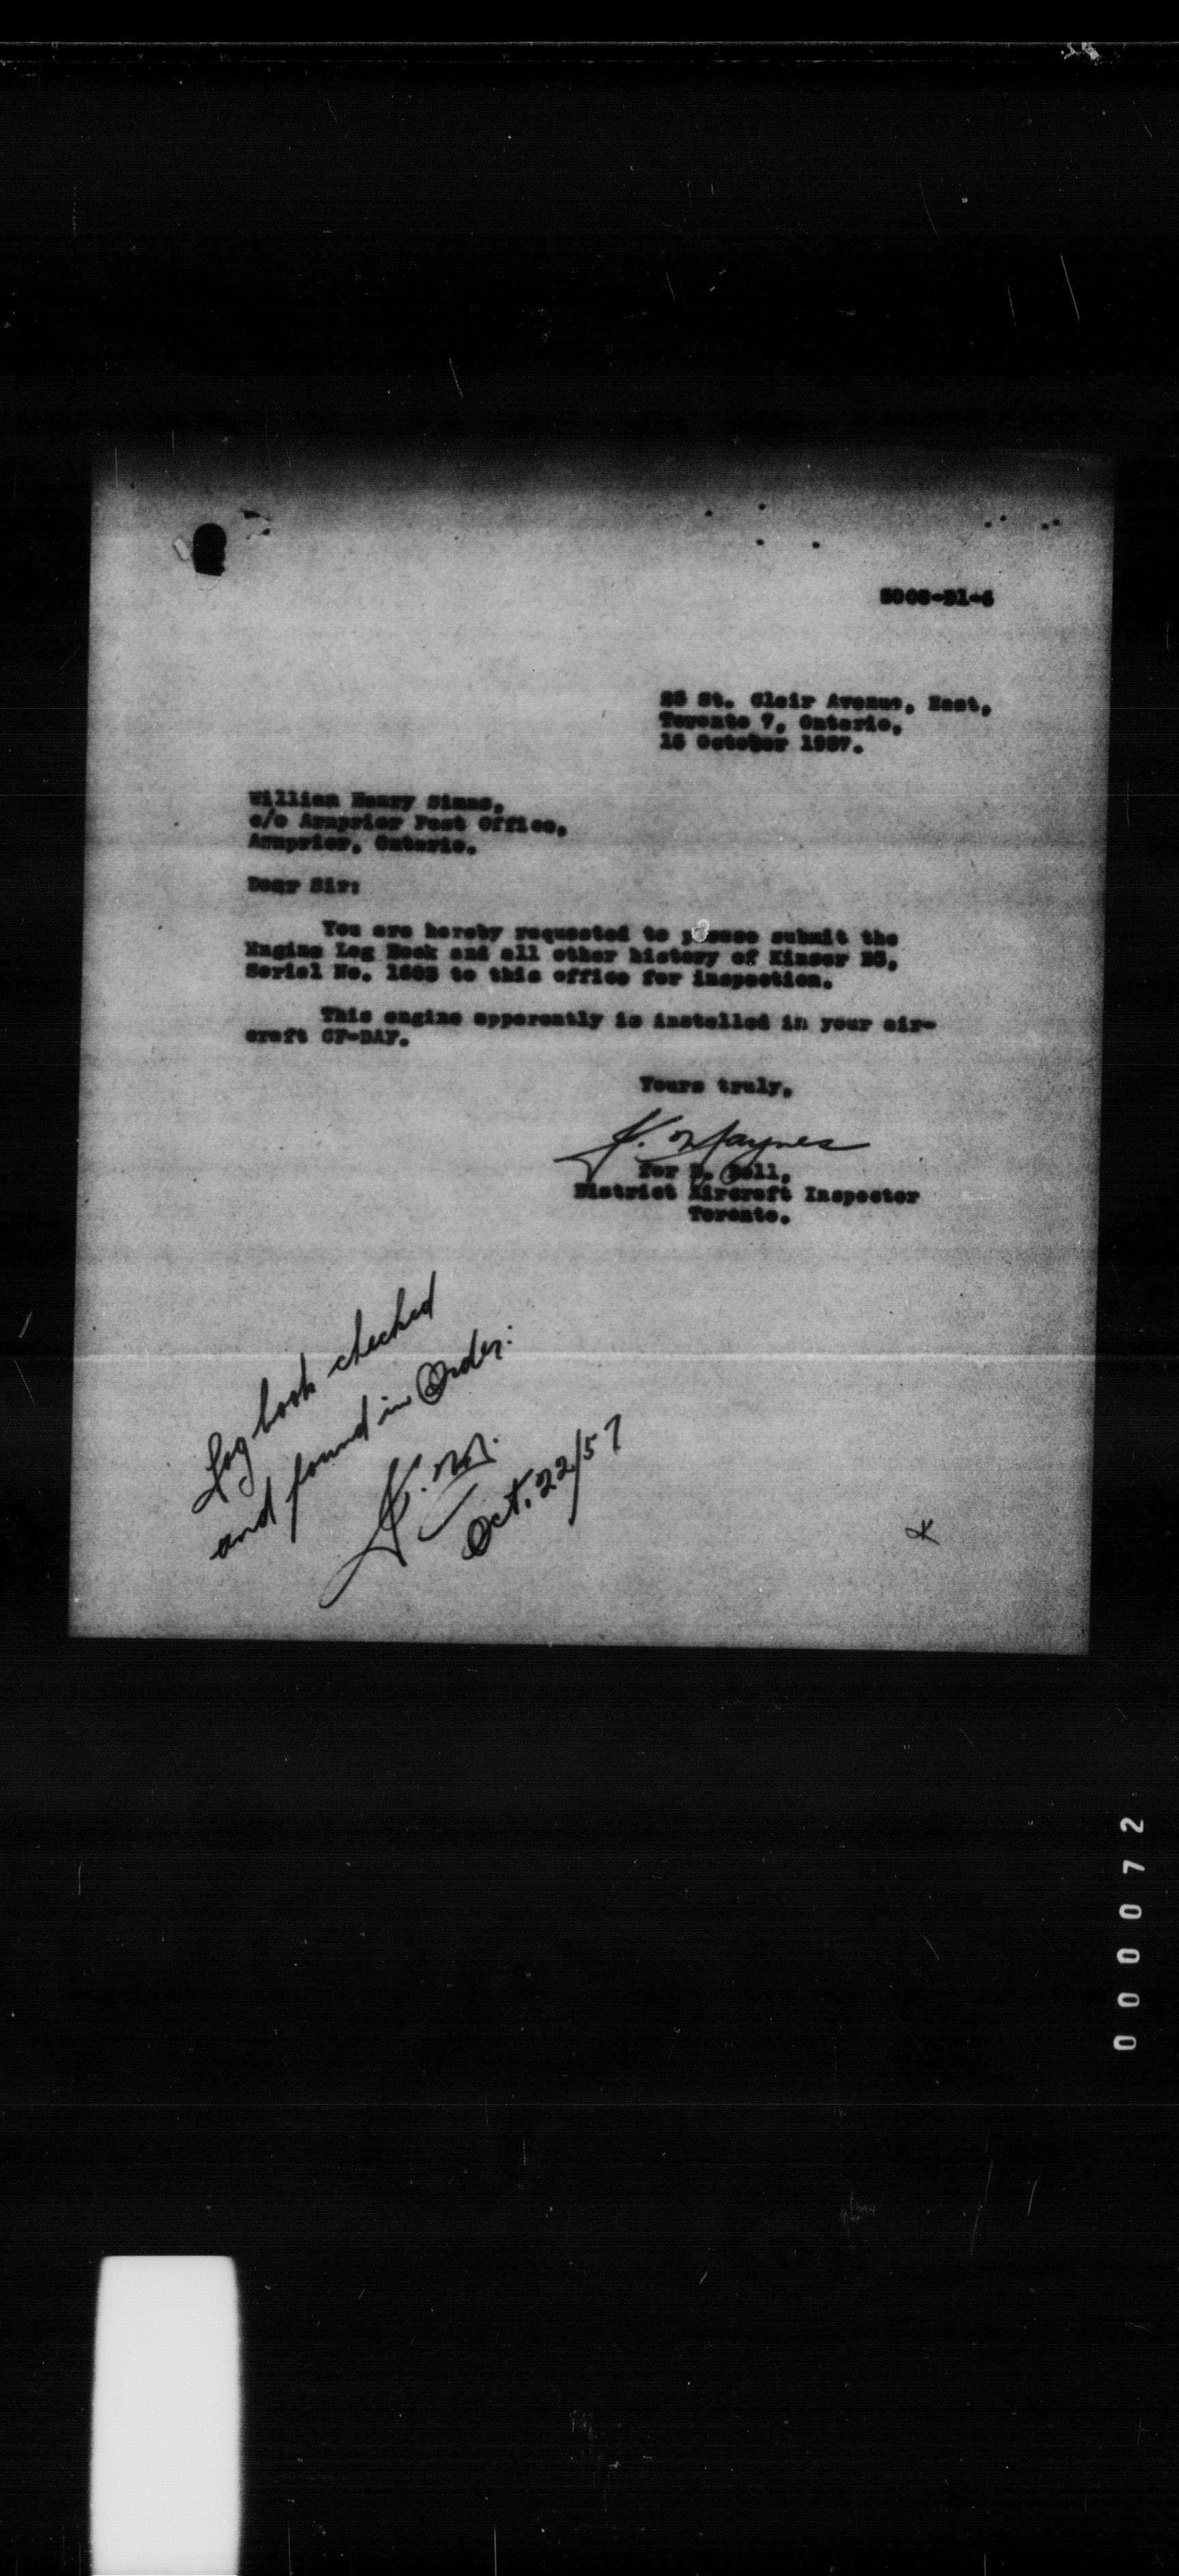 5008-D1-6
25 St. Clair Avenue, East,
Toronto 7, Ontario,
16 October 1957.
William Henry Simms,
c/o Arnprior Post Office,
Arnprior, Ontario.
Dear Sir:
You are hereby requested to please submit the
Engine Log Book and all other history of Kinner B5,
Serial No. 1603 to this office for inspection.
This engine apparently is installed in your air-
craft CF-DAF.
Yours truly,
for D. Bell,
District Aircraft Inspector
Toronto.
Log book checked
and found in Order.
Oct. 22/57
000072